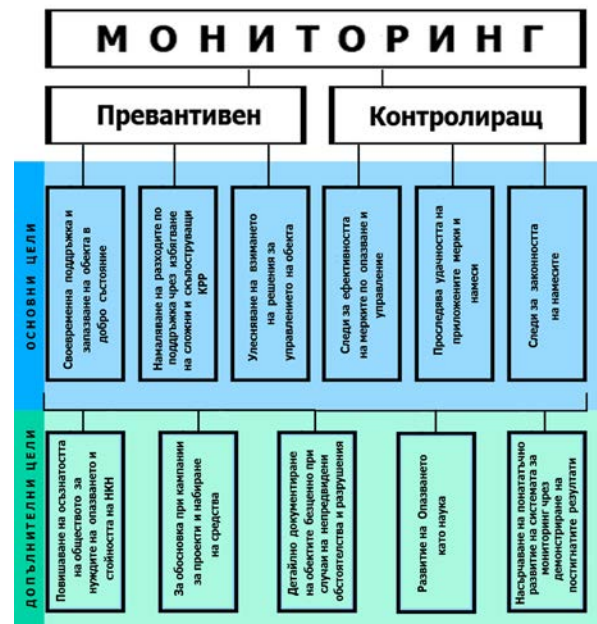 МОНИТОРИНГ
Превантивен
Контролиращ
ОСНОВНИ ЦЕЛИ
Своевременна поддръжка и
запазване на обекта в
добро състояние
Намаляване на разходите по
поддръжка чрез избягване
на сложни и скъпоструващи
КРР
Улесняване на взимането
на решения за
управлението на обекта
Следи за ефективността
на мерките по опазване и
управление
Проследява удачността на
приложените мерки и
намеси
Следи за законността
на намесите
ДОПЪЛНИТЕЛНИ ЦЕЛИ
Повишаване на осъзнатостта
на обществото за
нуждите на опазването и
стойността на НКН
За обосновка при кампании
за проекти и набиране
на средства
Детайлно документиране
на обектите безценно при
случаи на непредвидени
обстоятелства и разрушения
Развитие на Опазването
като наука
Насърчаване на понататъчно
развитие на системата за
мониторинг чрез
демонстриране на
постигнатите резултати